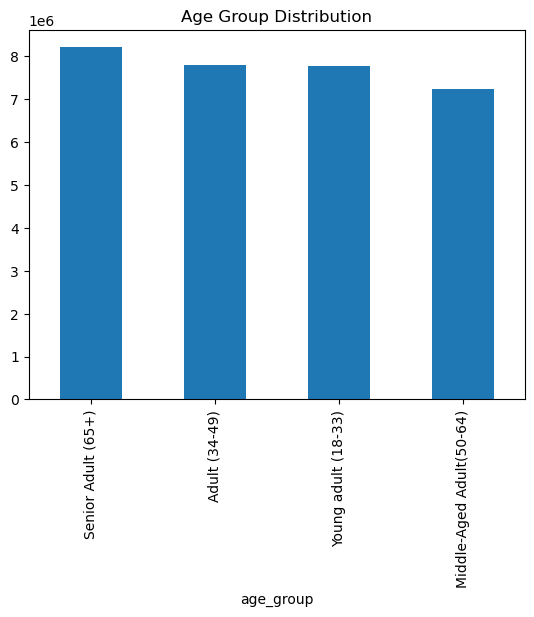 Age Group Distribution
1e6
8
7
6
5
4
3
2
1
0
Senior Adult (65+)
Adult (34-49)
Young adult (18-33)
Middle-Aged Adult(50-64)
age_group